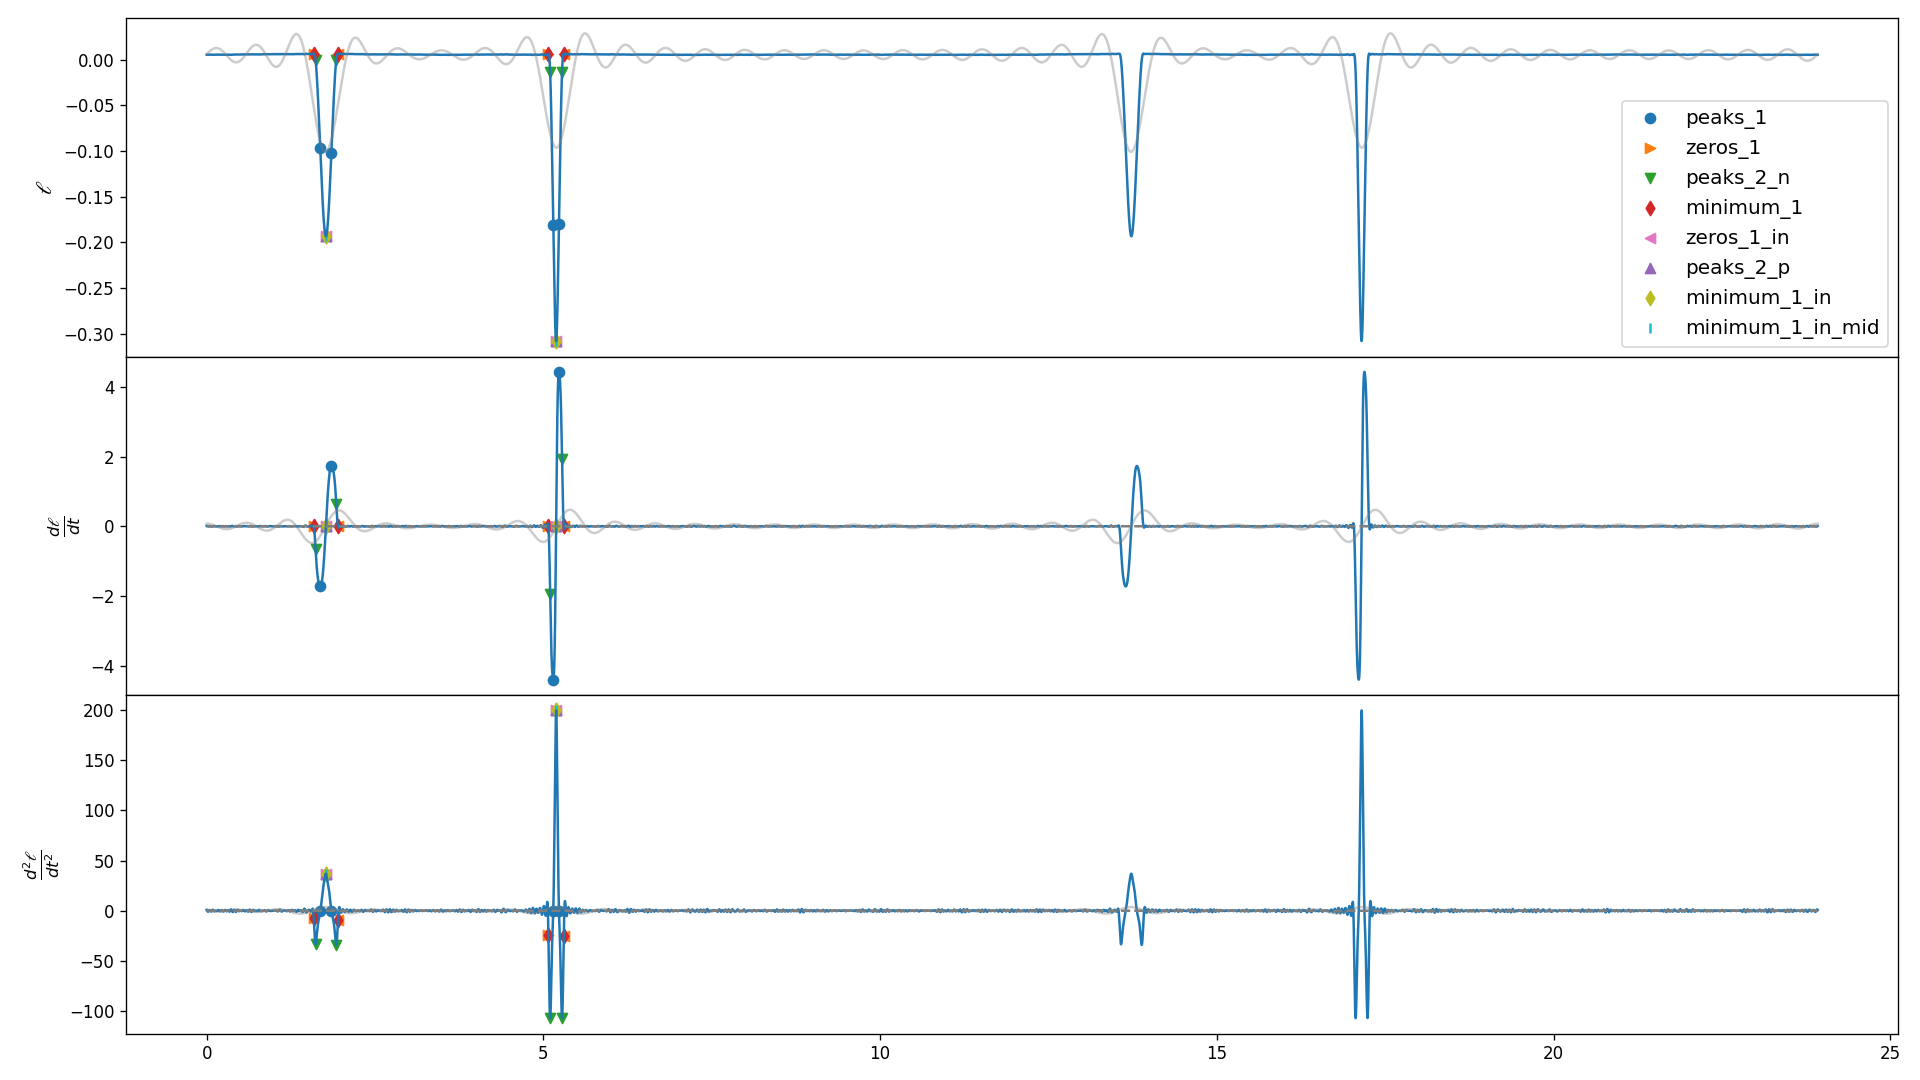 0.00
−0.05
−0.10
−0.15
−0.20
−0.25
−0.30
ℓ
peaks_1
zeros_1
peaks_2_n
minimum_1
zeros_1_in
peaks_2_p
minimum_1_in
minimum_1_in_mid
4
2
0
−2
−4
dℓ
dt
200
150
100
50
0
−50
−100
d²ℓ
dt²
0 5 10 15 20 25